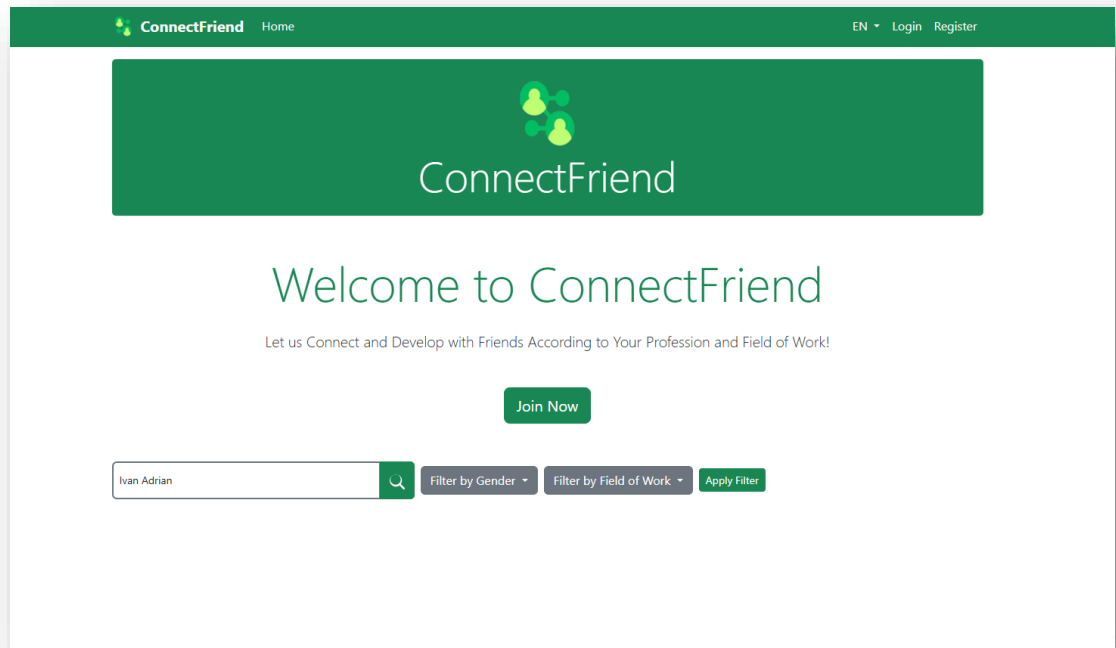 ConnectFriend Home EN Login Register
ConnectFriend
Welcome to ConnectFriend
Let us Connect and Develop with Friends According to Your Profession and Field of Work!
Join Now
Ivan Adrian Filter by Gender Filter by Field of Work Apply Filter